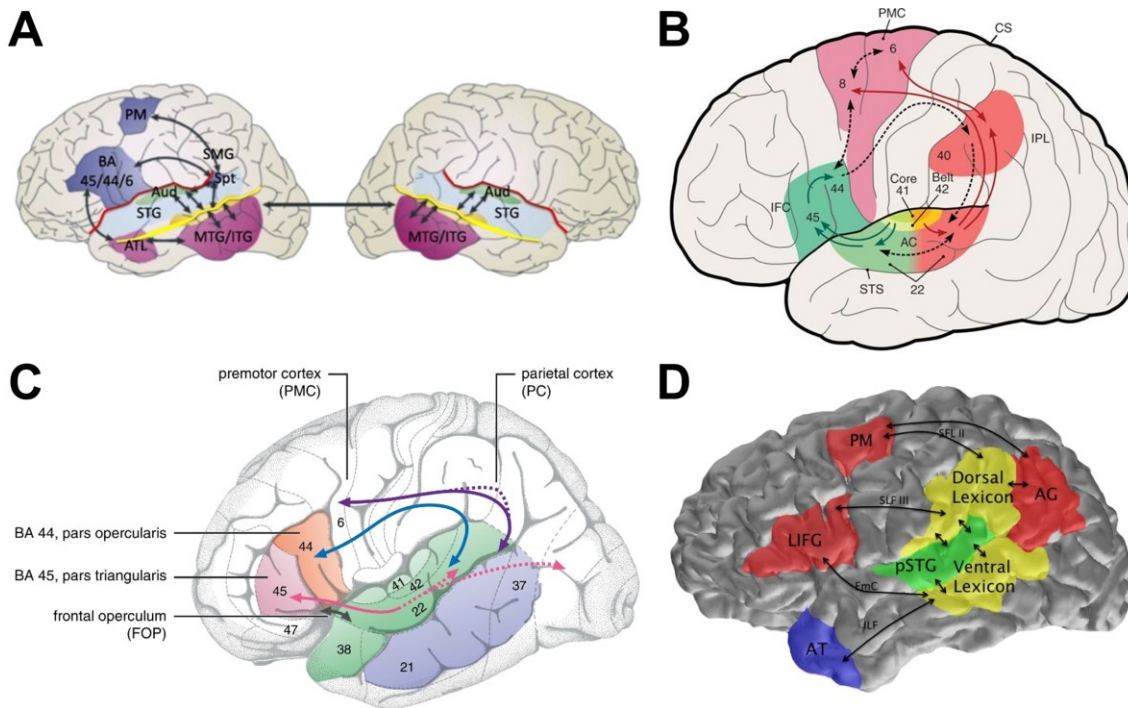 A
PM
BA
45/44/6
SMG
Spt
Aud
STG
ATL
MTG/ITG
Aud
STG
MTG/ITG
B
PMC
CS
6
8
IPL
40
Core
41
Belt
42
44
IFC
45
AC
STS
22
C
premotor cortex
(PMC)
parietal cortex
(PC)
6
BA 44, pars opercularis
44
BA 45, pars triangularis
45
41
42
37
22
frontal operculum
(FOP)
47
38
21
D
PM
SFL II
Dorsal
Lexicon
AG
SLF III
LIFG
pSTG
Ventral
Lexicon
EmC
ILF
AT